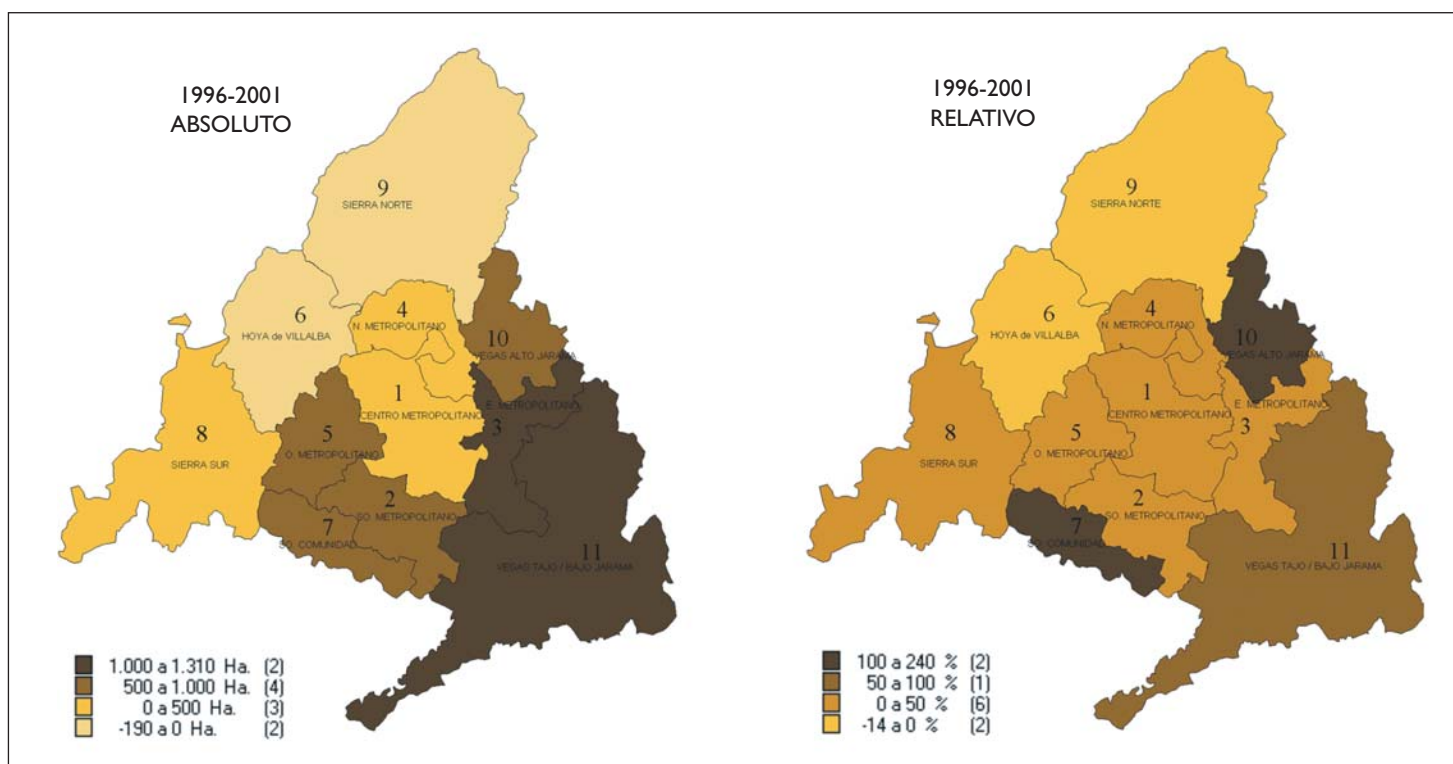 1996-2001
ABSOLUTO
9
SIERRA NORTE
6
HOYA de VILLALBA
4
N. METROPOLITANO
10
VEGAS ALTO JARAMA
1
CENTRO METROPOLITANO
E. METROPOLITANO
3
5
O. METROPOLITANO
8
SIERRA SUR
2
SO. METROPOLITANO
7
SO. COMUNIDAD
11
VEGAS TAJO / BAJO JARAMA
1.000 a 1.310 Ha. (2)
500 a 1.000 Ha. (4)
0 a 500 Ha. (3)
-190 a 0 Ha. (2)
1996-2001
RELATIVO
9
SIERRA NORTE
6
HOYA de VILLALBA
4
N. METROPOLITANO
10
VEGAS ALTO JARAMA
1
CENTRO METROPOLITANO
E. METROPOLITANO
3
5
O. METROPOLITANO
8
SIERRA SUR
2
SO. METROPOLITANO
7
SO. COMUNIDAD
11
VEGAS TAJO / BAJO JARAMA
100 a 240 % (2)
50 a 100 % (1)
0 a 50 % (6)
-14 a 0 % (2)